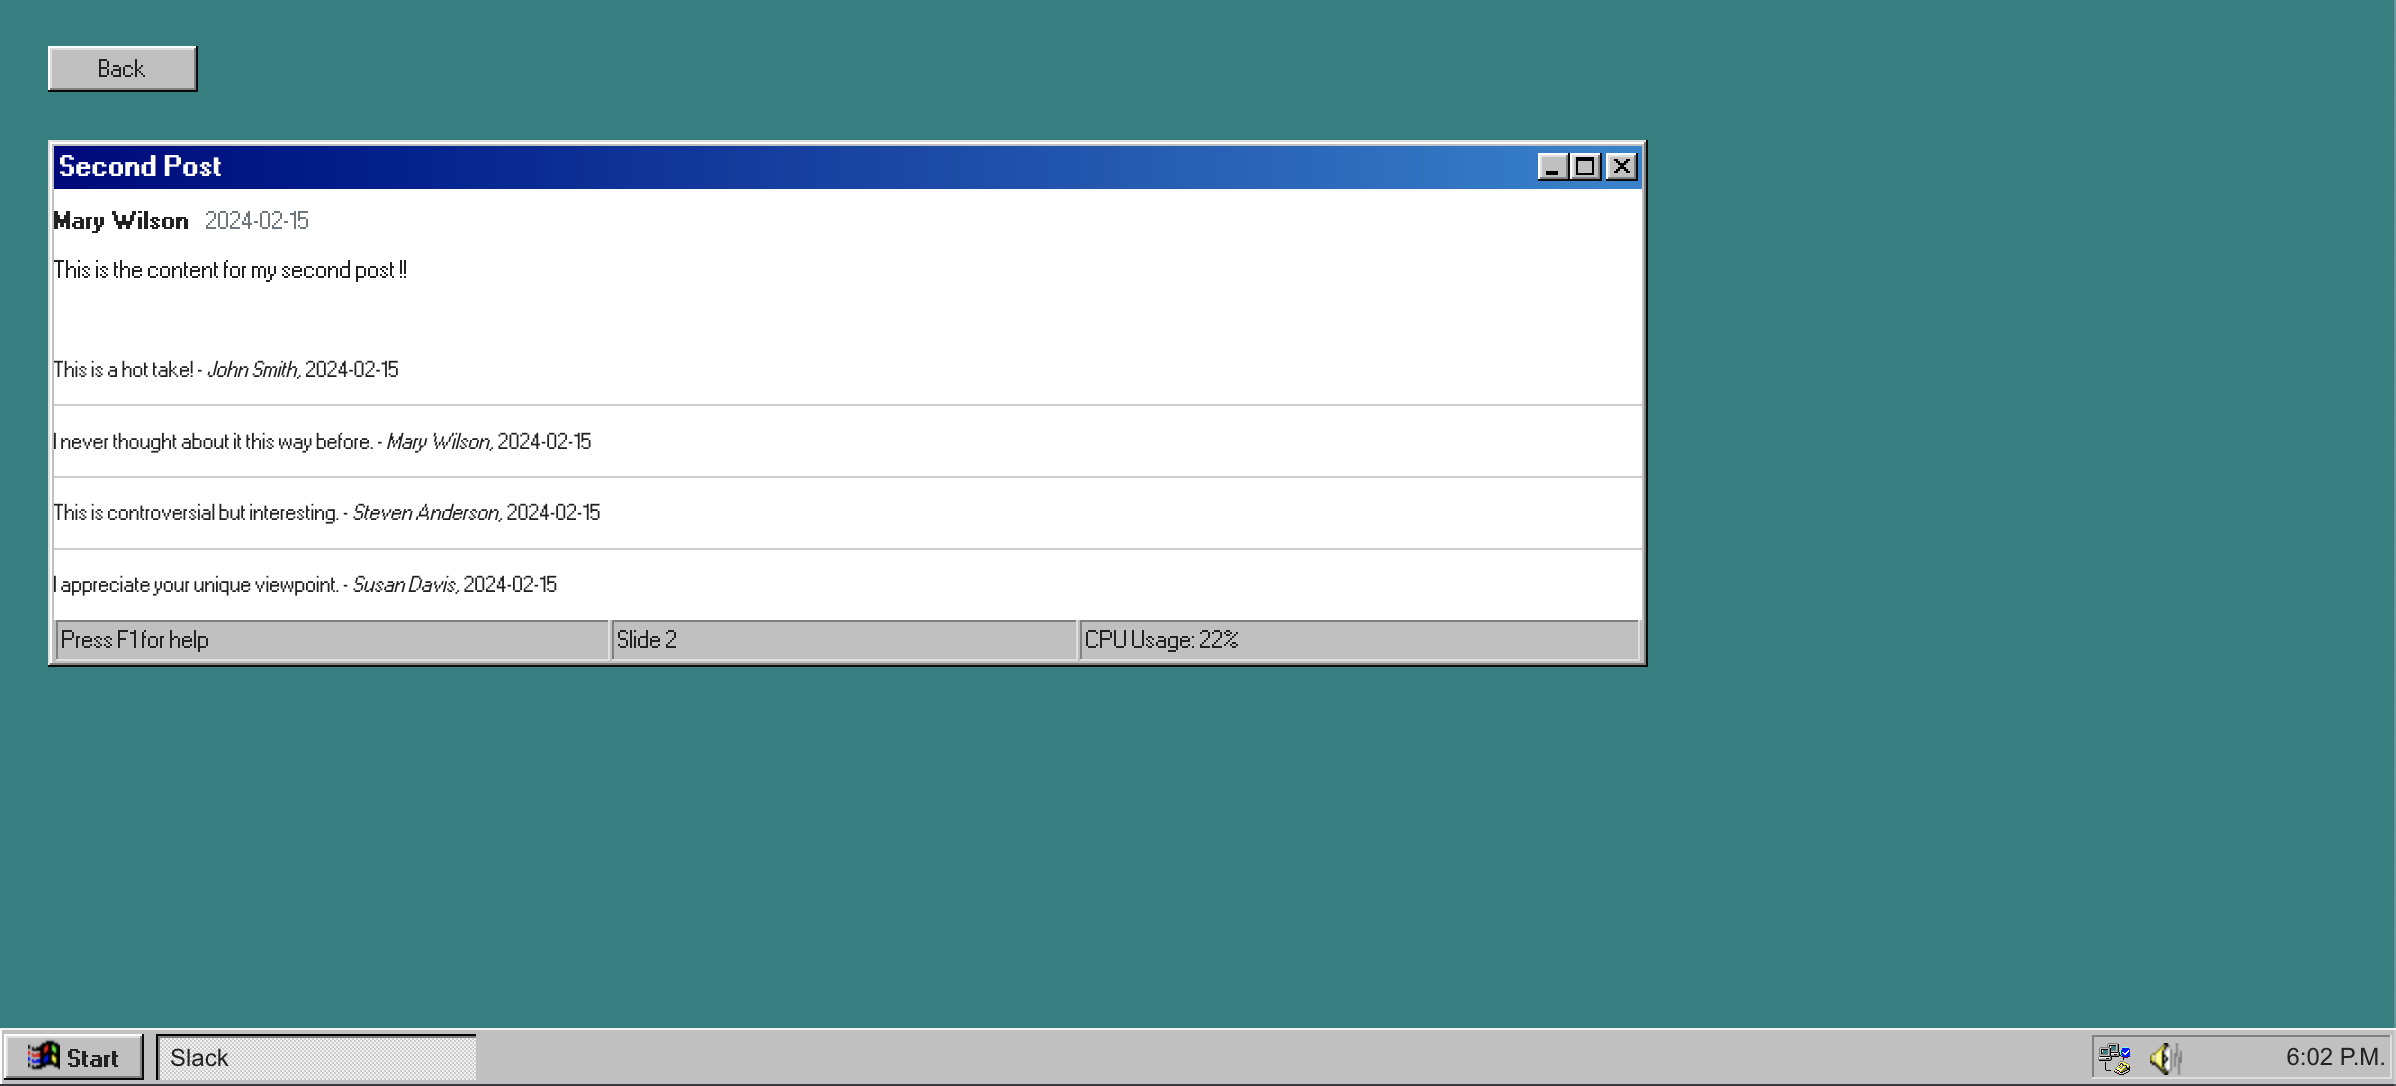 Back
Second Post
Mary Wilson 2024-02-15
This is the content for my second post !!
This is a hot take! - John Smith, 2024-02-15
I never thought about it this way before. - Mary Wilson, 2024-02-15
This is controversial but interesting. - Steven Anderson, 2024-02-15
I appreciate your unique viewpoint. - Susan Davis, 2024-02-15
Press F1 for help
Slide 2
CPU Usage: 22%
Start
Slack
6:02 P.M.